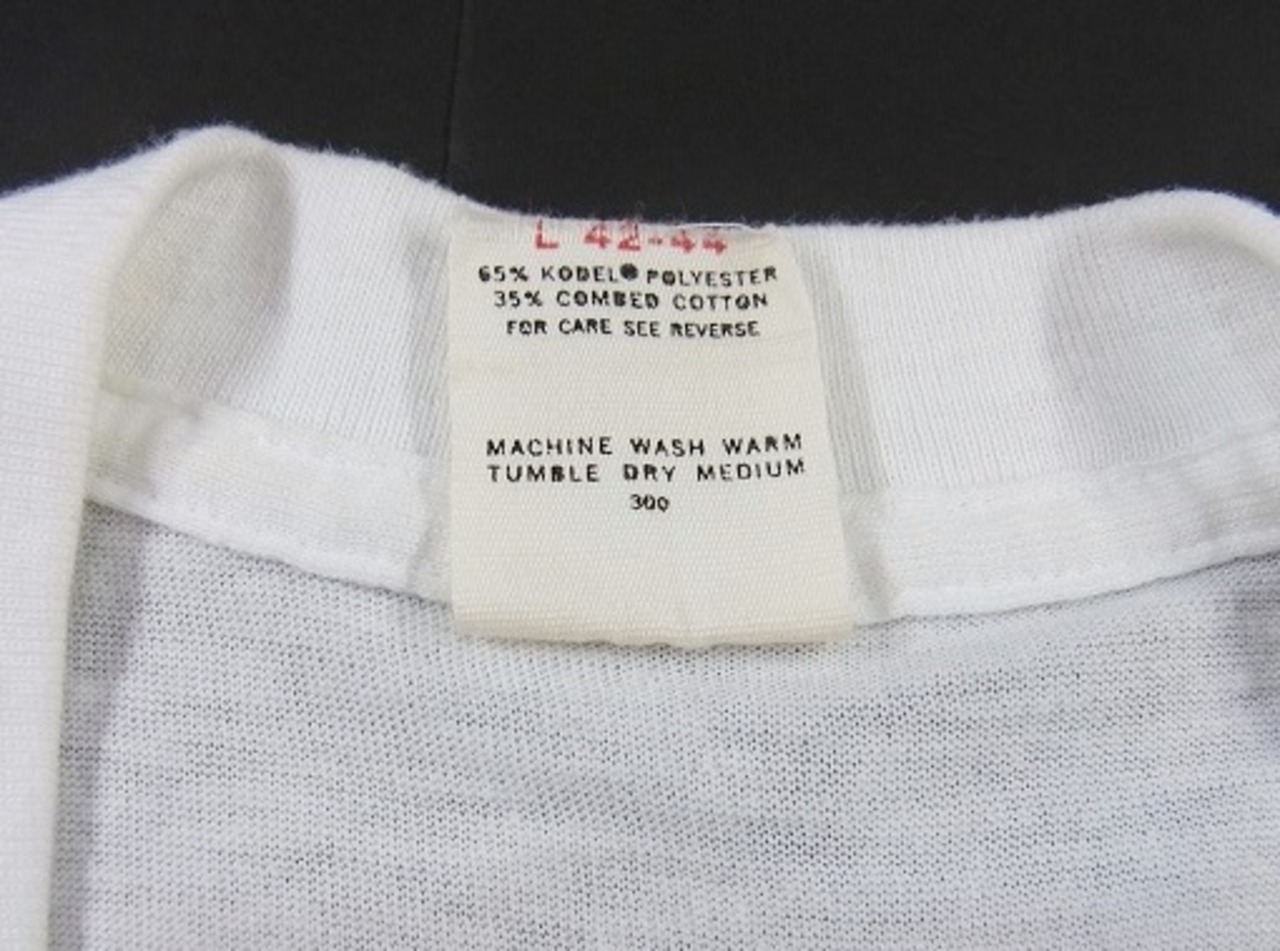 L 42-44
65% KODEL® POLYESTER
35% COMBED COTTON
FOR CARE SEE REVERSE
MACHINE WASH WARM
TUMBLE DRY MEDIUM
300